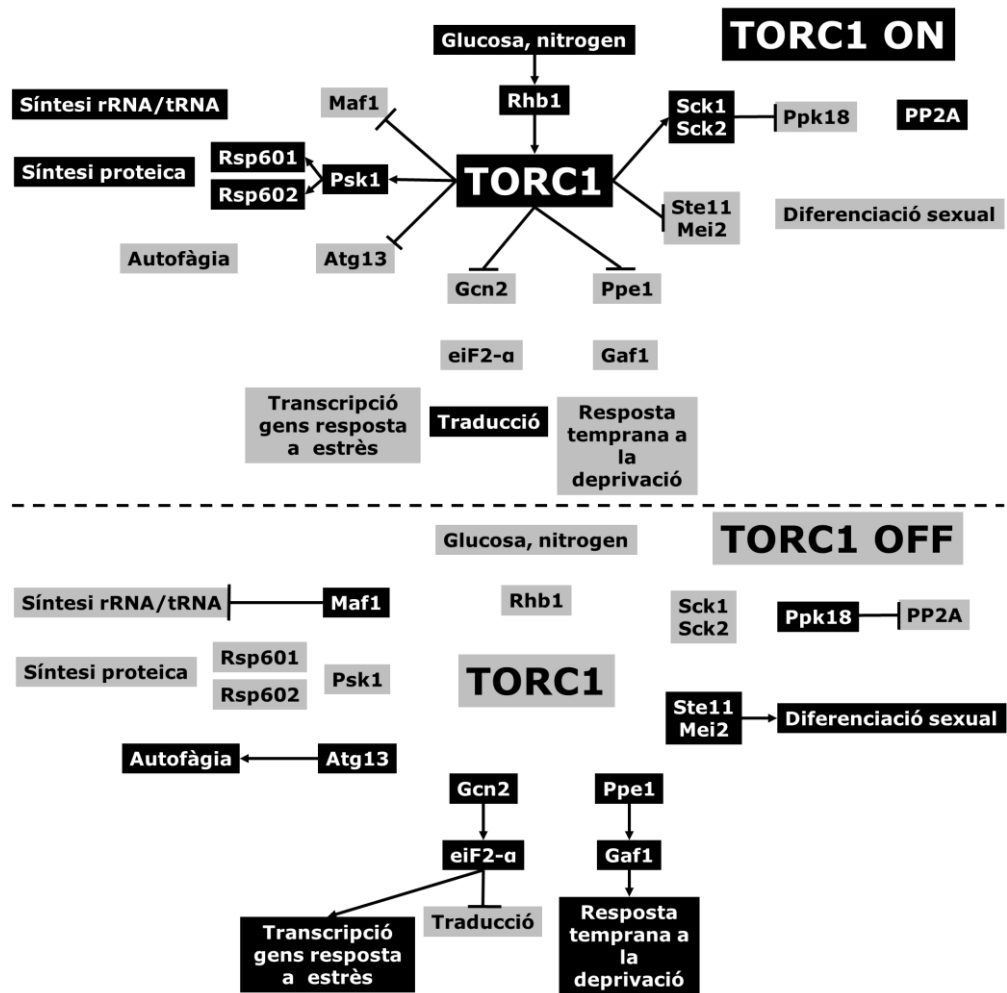 TORC1 ON
Glucosa, nitrogen
Síntesi rRNA/tRNA
Maf1
Rhb1
Sck1
Sck2
Ppk18
PP2A
Síntesi proteica
Rsp601
Rsp602
Psk1
TORC1
Ste11
Mei2
Diferenciació sexual
Autofàgia
Atg13
Gcn2
Ppe1
eiF2-α
Gaf1
Transcripció
gens resposta
a estrès
Traducció
Resposta
temprana a
la
deprivació
TORC1 OFF
Glucosa, nitrogen
Síntesi rRNA/tRNA
Maf1
Rhb1
Sck1
Sck2
Ppk18
PP2A
Síntesi proteica
Rsp601
Rsp602
Psk1
TORC1
Ste11
Mei2
Diferenciació sexual
Autofàgia
Atg13
Gcn2
Ppe1
eiF2-α
Gaf1
Transcripció
gens resposta
a estrès
Traducció
Resposta
temprana a
la
deprivació